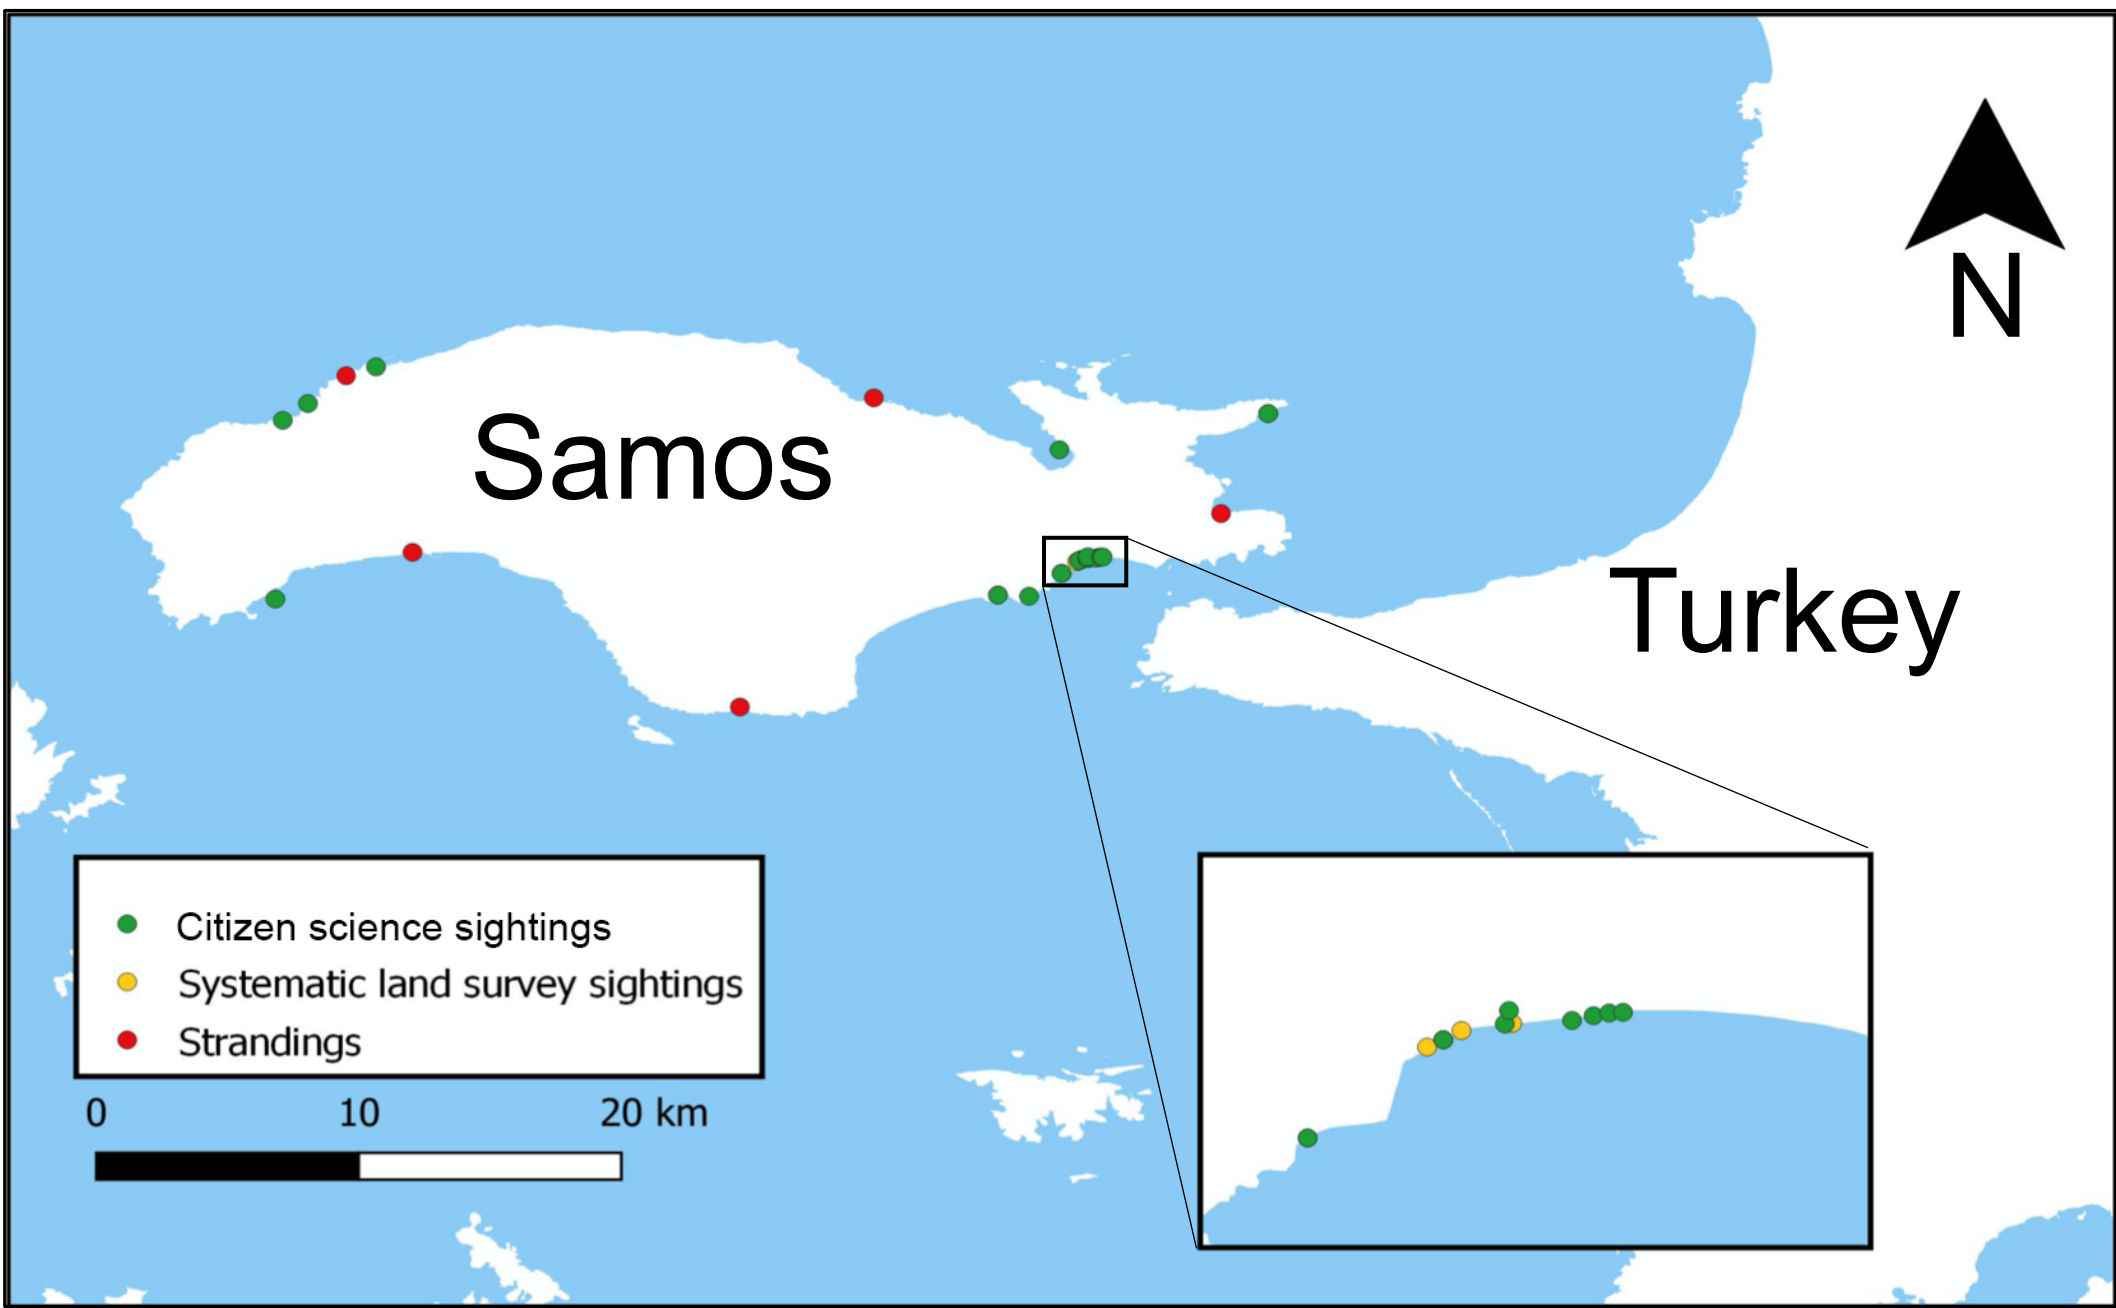 N
Samos
Turkey
Citizen science sightings
Systematic land survey sightings
Strandings
0 10 20 km